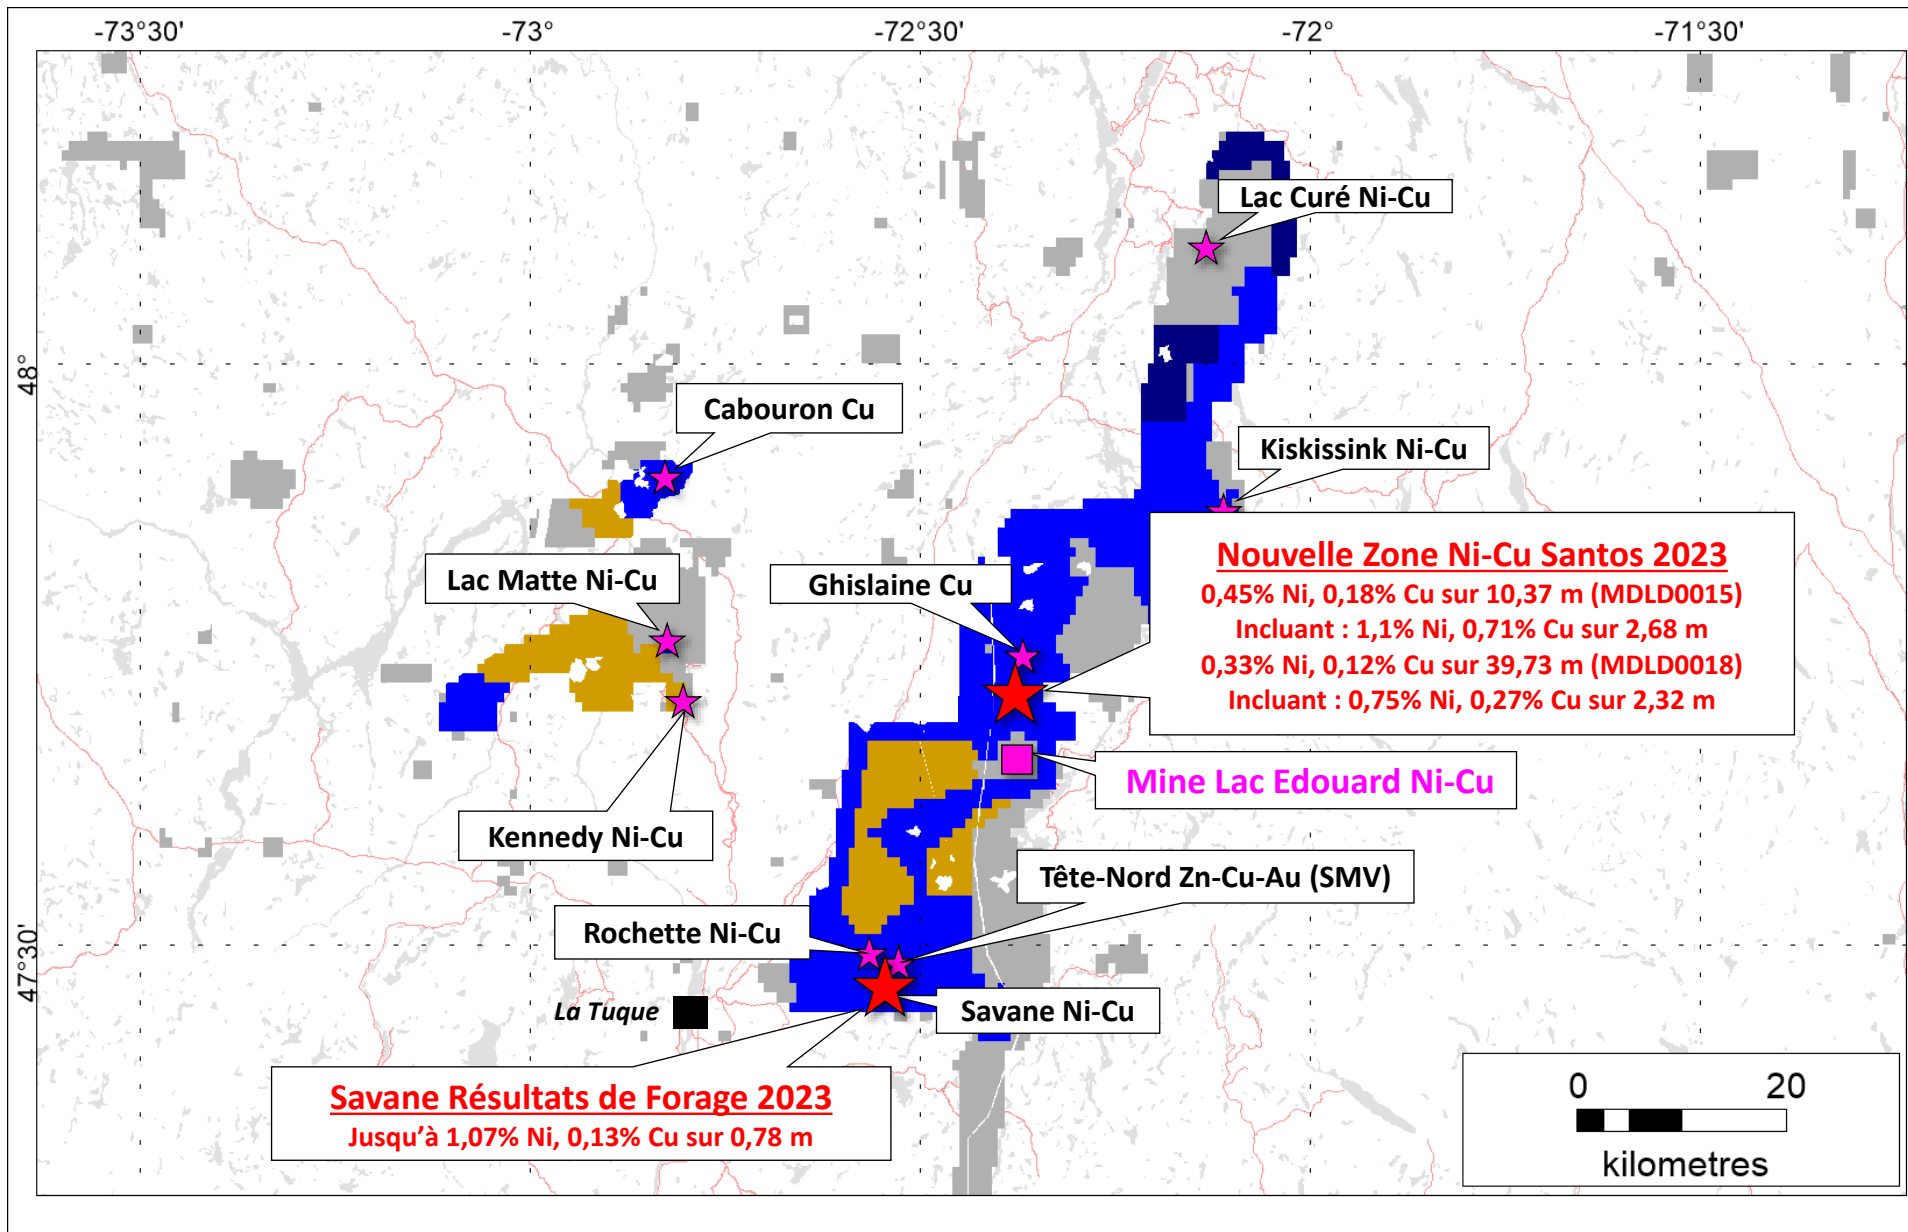 -73°30'
-73°
-72°30'
-72°
-71°30'
48°
47°30'
Lac Curé Ni-Cu
Cabouron Cu
Kiskissink Ni-Cu
Lac Matte Ni-Cu
Ghislaine Cu
Nouvelle Zone Ni-Cu Santos 2023
0,45% Ni, 0,18% Cu sur 10,37 m (MDLD0015)
Incluant : 1,1% Ni, 0,71% Cu sur 2,68 m
0,33% Ni, 0,12% Cu sur 39,73 m (MDLD0018)
Incluant : 0,75% Ni, 0,27% Cu sur 2,32 m
Mine Lac Edouard Ni-Cu
Kennedy Ni-Cu
Tête-Nord Zn-Cu-Au (SMV)
Rochette Ni-Cu
La Tuque
Savane Ni-Cu
Savane Résultats de Forage 2023
Jusqu'à 1,07% Ni, 0,13% Cu sur 0,78 m
0 20
kilometres